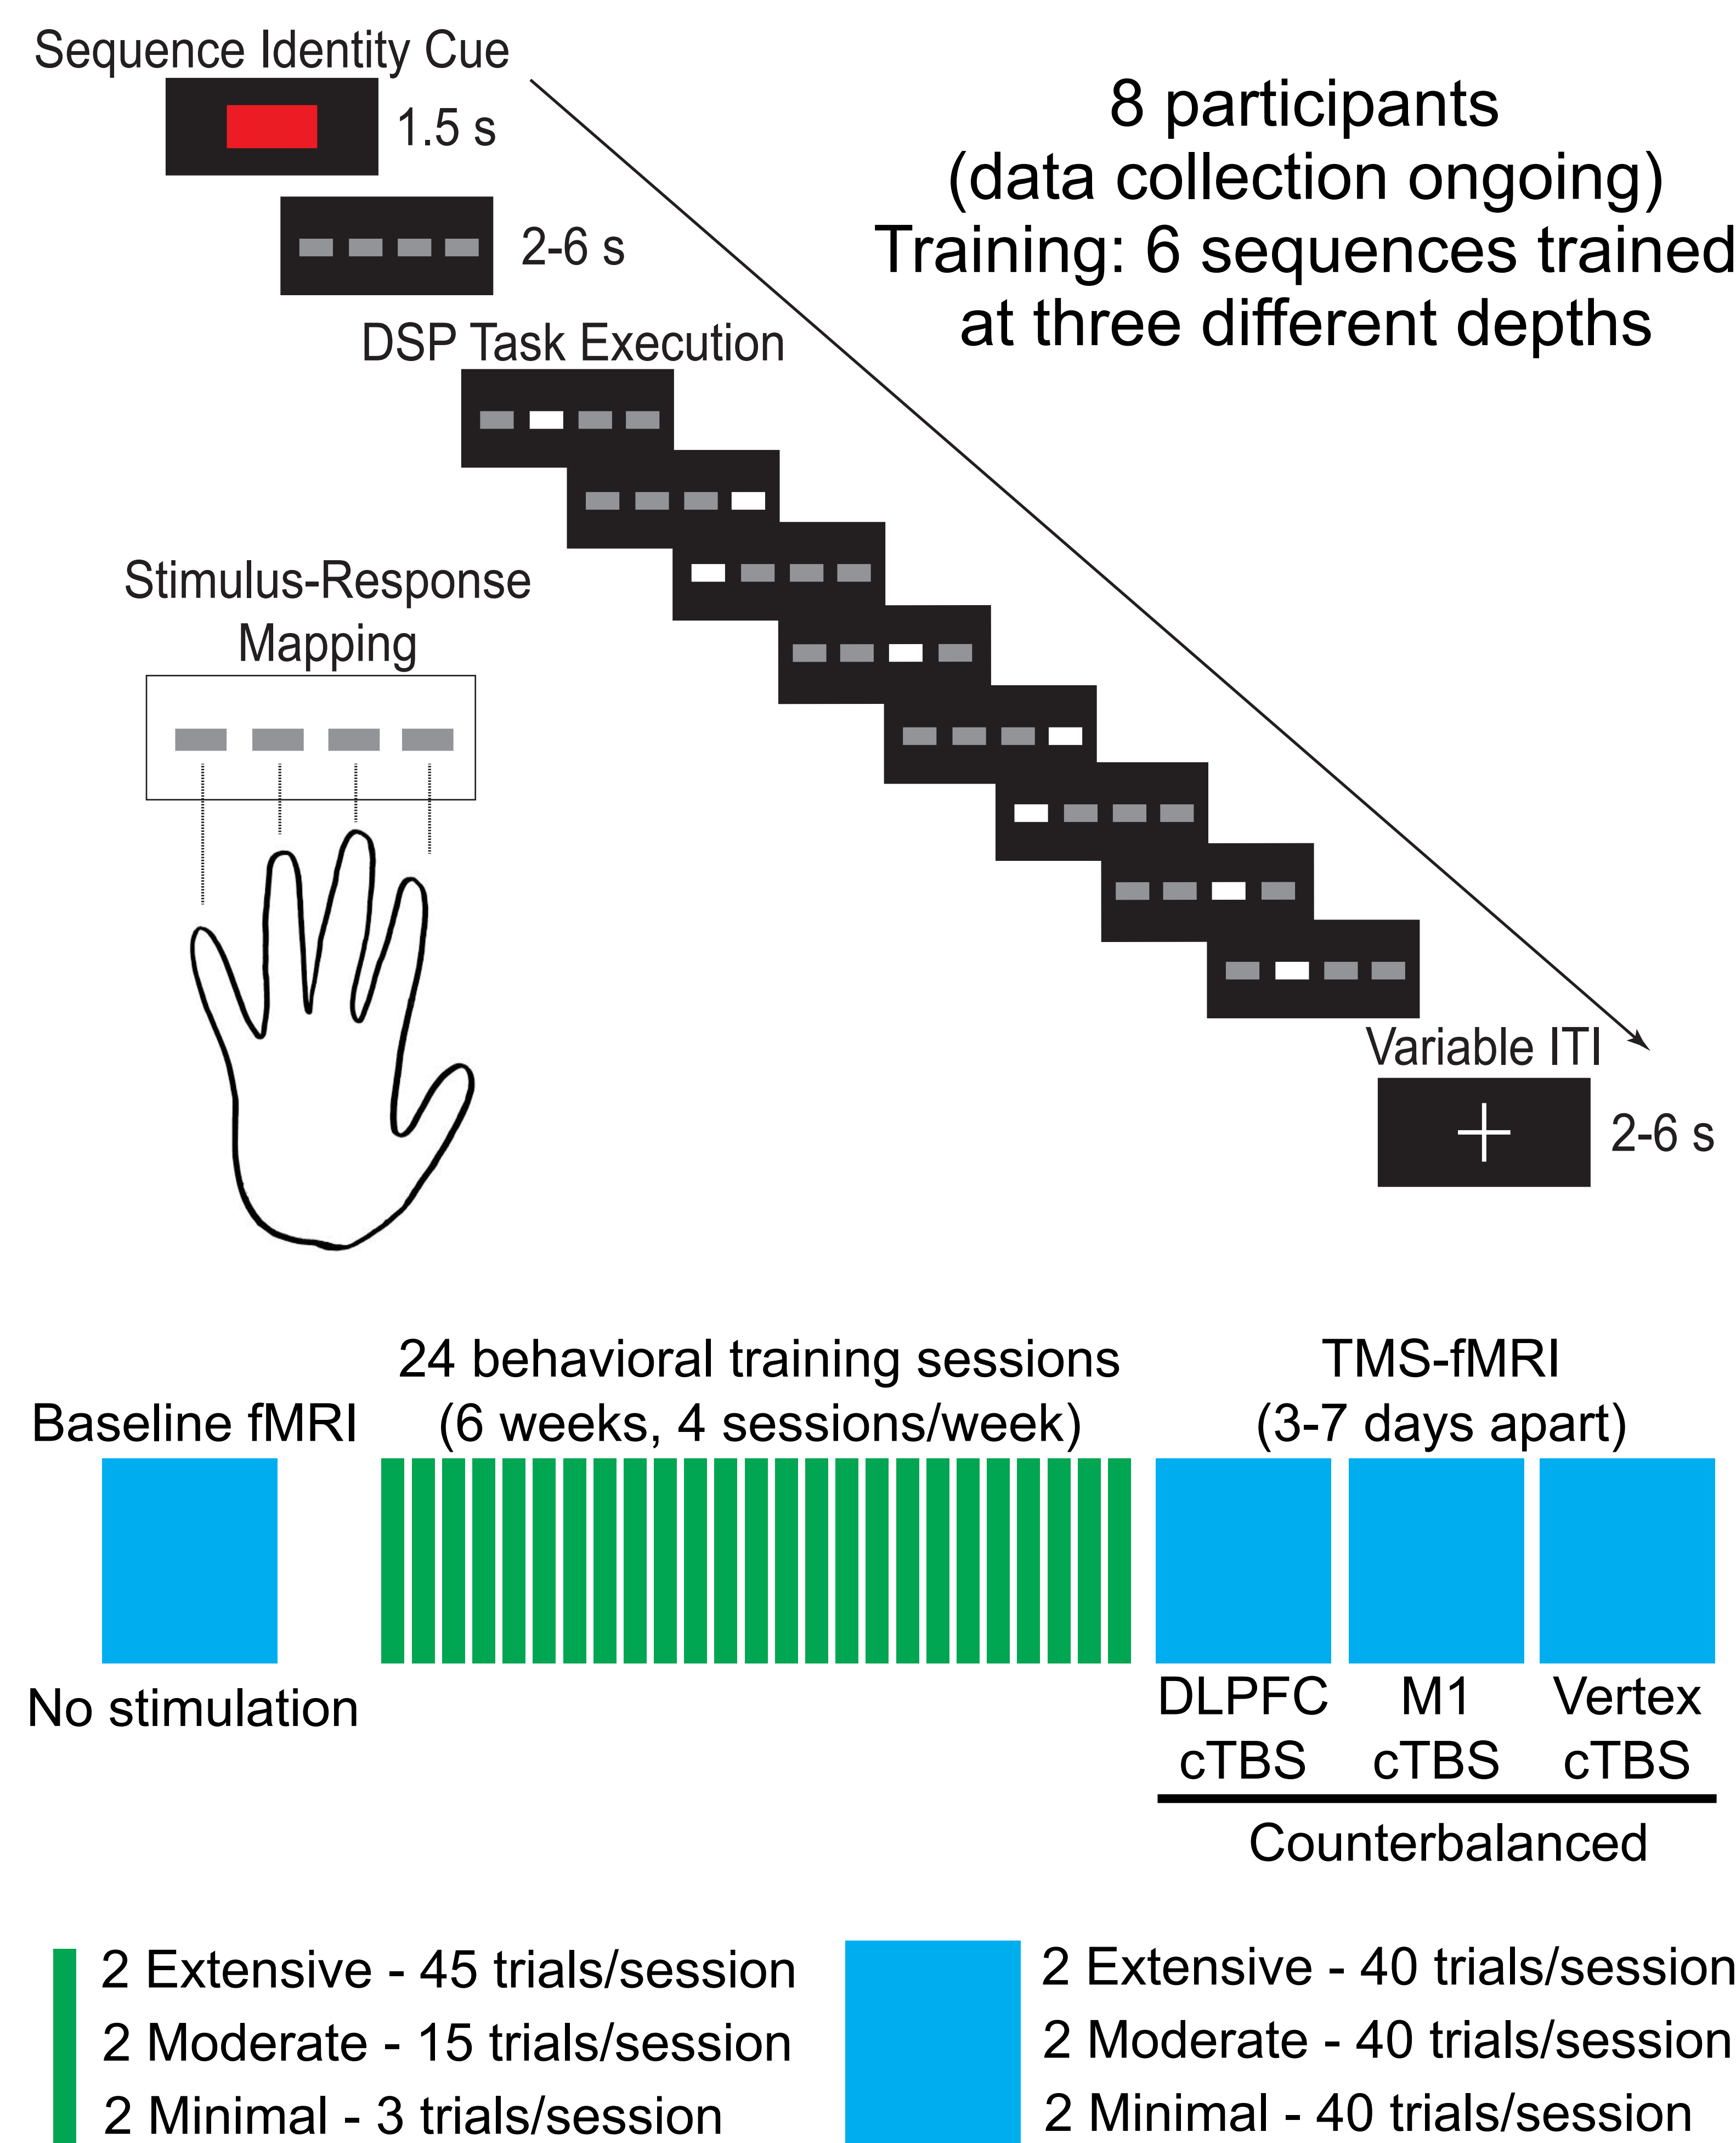 Sequence Identity Cue
1.5 s
2-6 s
8 participants
(data collection ongoing)
Training: 6 sequences trained
at three different depths
DSP Task Execution
Stimulus-Response
Mapping
Variable ITI
2-6 s
24 behavioral training sessions
(6 weeks, 4 sessions/week)
TMS-fMRI
(3-7 days apart)
Baseline fMRI
No stimulation
DLPFC
cTBS
M1
cTBS
Vertex
cTBS
Counterbalanced
2 Extensive - 45 trials/session
2 Moderate - 15 trials/session
2 Minimal - 3 trials/session
2 Extensive - 40 trials/session
2 Moderate - 40 trials/session
2 Minimal - 40 trials/session